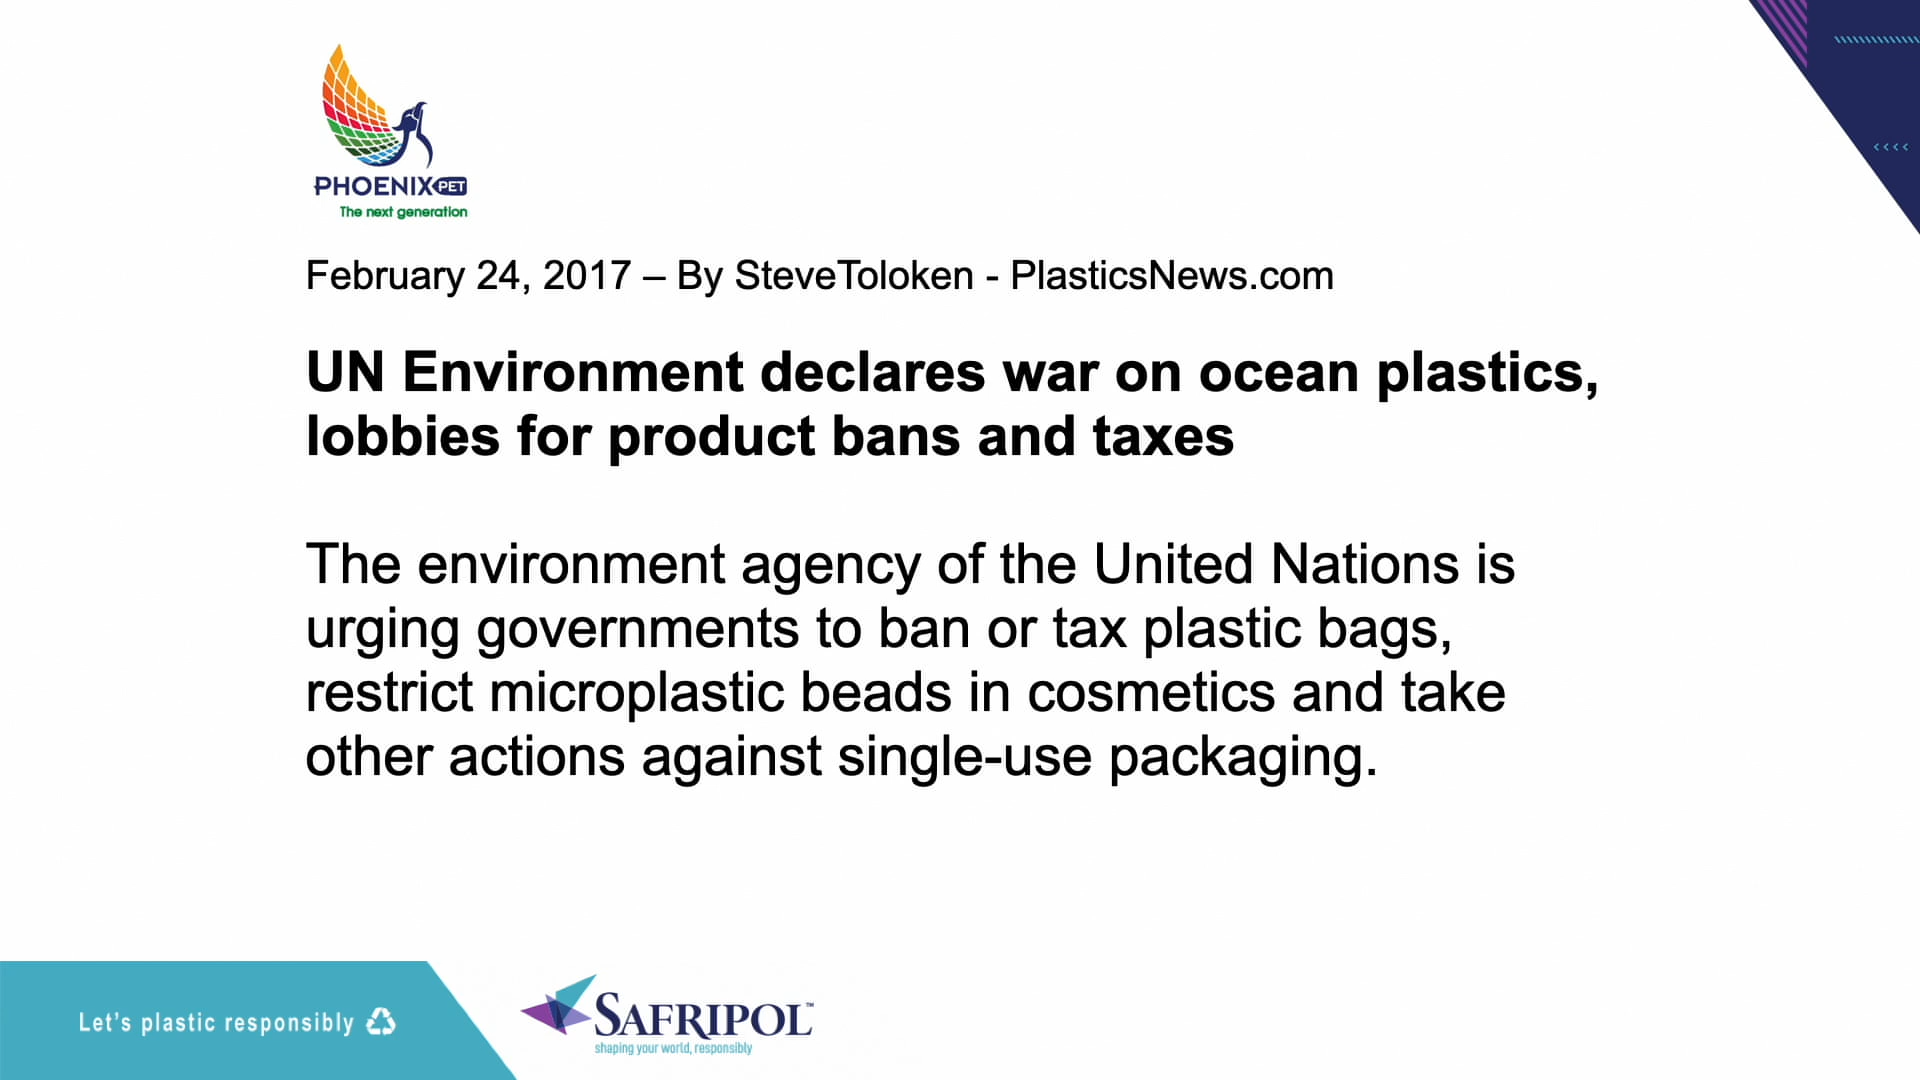 PHOENIX PET
The next generation
February 24, 2017 – By SteveToloken - PlasticsNews.com
UN Environment declares war on ocean plastics,
lobbies for product bans and taxes
The environment agency of the United Nations is
urging governments to ban or tax plastic bags,
restrict microplastic beads in cosmetics and take
other actions against single-use packaging.
Let's plastic responsibly
SAFRIPOL™
shaping your world, responsibly